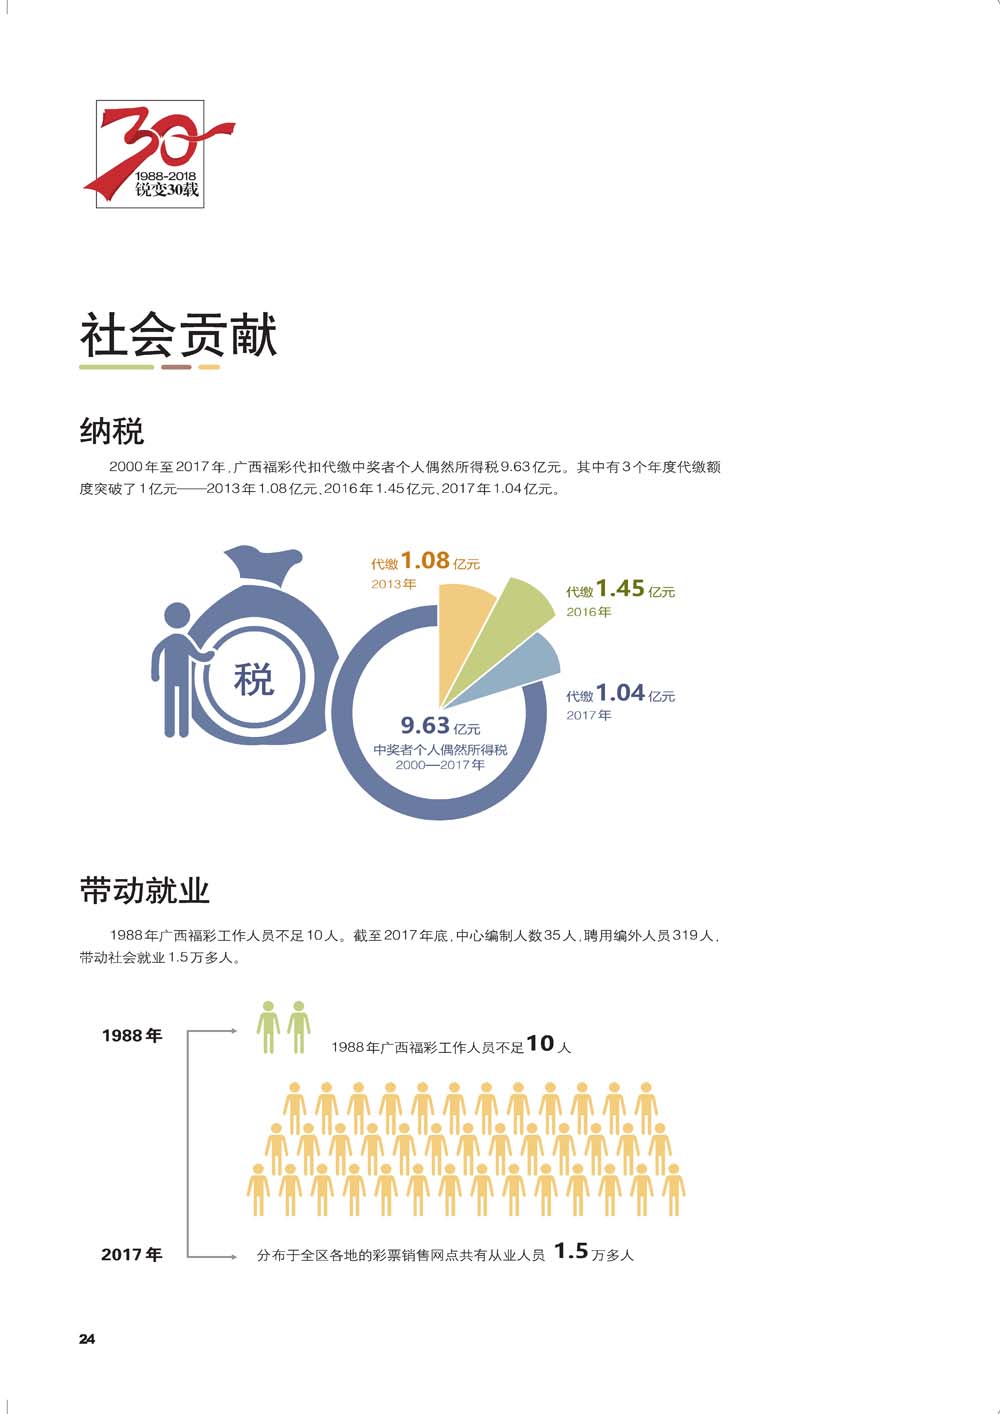 1988-2018
锐变30载
社会贡献
纳税
2000年至2017年,广西福彩代扣代缴中奖者个人偶然所得税9.63亿元。其中有3个年度代缴额
度突破了1亿元——2013年1.08亿元、2016年1.45亿元、2017年1.04亿元。
代缴1.08亿元
2013年
代缴1.45亿元
2016年
税
代缴1.04亿元
2017年
9.63亿元
中奖者个人偶然所得税
2000—2017年
带动就业
1988年广西福彩工作人员不足10人。截至2017年底,中心编制人数35人,聘用编外人员319人,
带动社会就业1.5万多人。
1988年
1988年广西福彩工作人员不足10人
2017年
分布于全区各地的彩票销售网点共有从业人员 1.5万多人
24